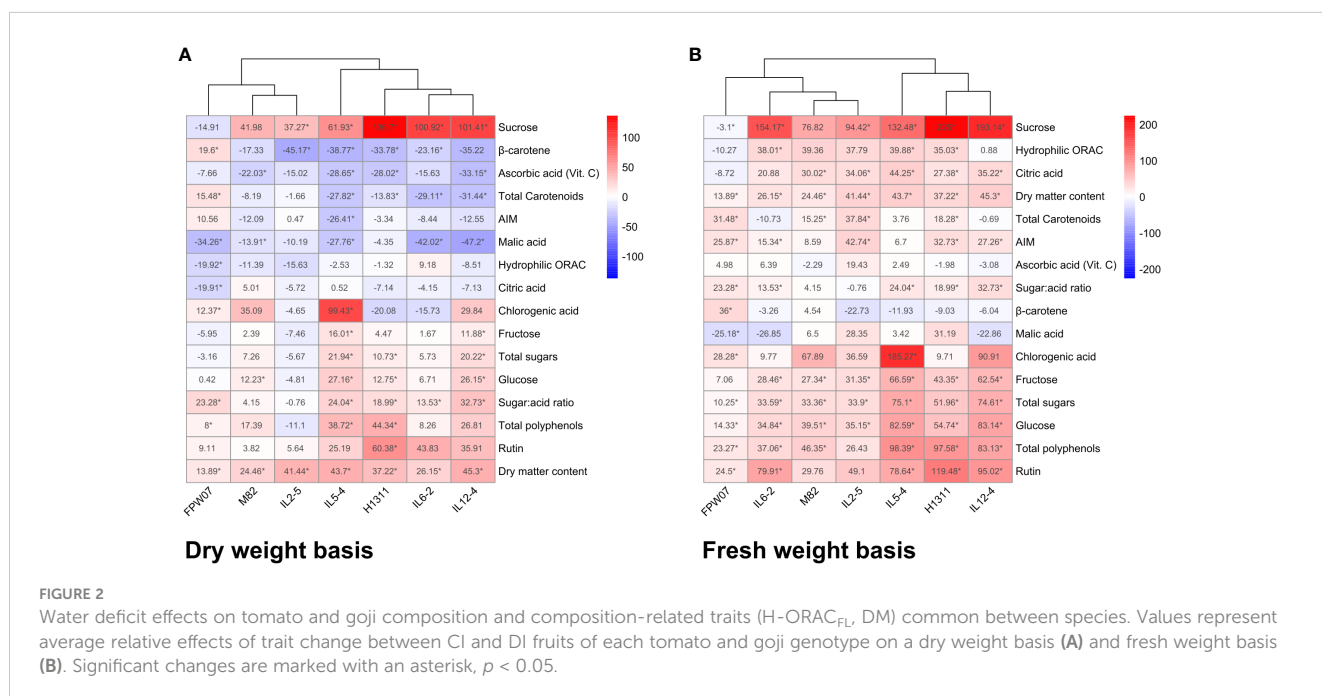 A
B
-14.91 41.98 37.27* 61.93* 100.92* 101.41* Sucrose
19.6* -17.33 -45.17* -38.77* -33.78* -23.16* -35.22 β-carotene
-7.66 -22.03* -15.02 -28.65* -28.02* -15.63 -33.15* Ascorbic acid (Vit. C)
15.48* -8.19 -1.66 -27.82* -13.83* -29.11* -31.44* Total Carotenoids
10.56 -12.09 0.47 -26.41* -3.34 -8.44 -12.55 AIM
-34.26* -13.91* -10.19 -27.76* -4.35 -42.02* -47.2* Malic acid
-19.92* -11.39 -15.63 -2.53 -1.32 9.18 -8.51 Hydrophilic ORAC
-19.91* 5.01 -5.72 0.52 -7.14 -4.15 -7.13 Citric acid
12.37* 35.09 -4.65 99.43* -20.08 -15.73 29.84 Chlorogenic acid
-5.95 2.39 -7.46 16.01* 4.47 1.67 11.88* Fructose
-3.16 7.26 -5.67 21.94* 10.73* 5.73 20.22* Total sugars
0.42 12.23* -4.81 27.16* 12.75* 6.71 26.15* Glucose
23.28* 4.15 -0.76 24.04* 18.99* 13.53* 32.73* Sugar:acid ratio
8* 17.39 -11.1 38.72* 44.34* 8.26 26.81 Total polyphenols
9.11 3.82 5.64 25.19 60.38* 43.83 35.91 Rutin
13.89* 24.46* 41.44* 43.7* 37.22* 26.15* 45.3* Dry matter content
FPW07 M82 IL2-5 IL5-4 H1311 IL6-2 IL12-4
100
50
0
-50
-100
Dry weight basis
-3.1* 154.17* 76.82 94.42* 132.48* 193.14* Sucrose
-10.27 38.01* 39.36 37.79 39.88* 35.03* 0.88 Hydrophilic ORAC
-8.72 20.88 30.02* 34.06* 44.25* 27.38* 35.22* Citric acid
13.89* 26.15* 24.46* 41.44* 43.7* 37.22* 45.3* Dry matter content
31.48* -10.73 15.25* 37.84* 3.76 18.28* -0.69 Total Carotenoids
25.87* 15.34* 8.59 42.74* 6.7 32.73* 27.26* AIM
4.98 6.39 -2.29 19.43 2.49 -1.98 -3.08 Ascorbic acid (Vit. C)
23.28* 13.53* 4.15 -0.76 24.04* 18.99* 32.73* Sugar:acid ratio
36* -3.26 4.54 -22.73 -11.93 -9.03 -6.04 β-carotene
-25.18* -26.85 6.5 28.35 3.42 31.19 -22.86 Malic acid
28.28* 9.77 67.89 36.59 185.27* 9.71 90.91 Chlorogenic acid
7.06 28.46* 27.34* 31.35* 66.59* 43.35* 62.54* Fructose
10.25* 33.59* 33.36* 33.9* 75.1* 51.96* 74.61* Total sugars
14.33* 34.84* 39.51* 35.15* 82.59* 54.74* 83.14* Glucose
23.27* 37.06* 46.35* 26.43 98.39* 97.58* 83.13* Total polyphenols
24.5* 79.91* 29.76 49.1 78.64* 119.48* 95.02* Rutin
FPW07 IL6-2 M82 IL2-5 IL5-4 H1311 IL12-4
200
100
0
-100
-200
Fresh weight basis
FIGURE 2
Water deficit effects on tomato and goji composition and composition-related traits (H-ORACFL, DM) common between species. Values represent
average relative effects of trait change between CI and DI fruits of each tomato and goji genotype on a dry weight basis (A) and fresh weight basis
(B). Significant changes are marked with an asterisk, p < 0.05.